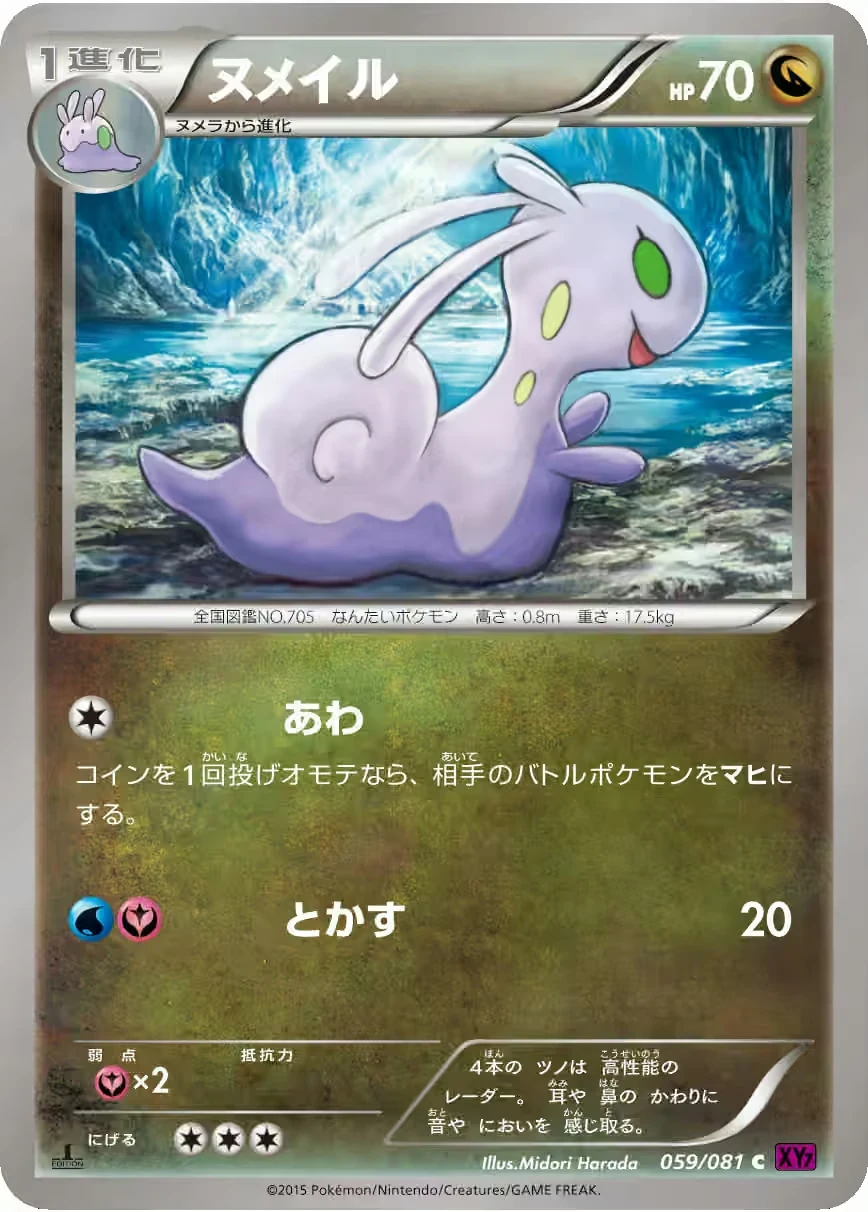 1進化
ヌメイル
HP70
ヌメラから進化
全国図鑑NO.705 なんたいポケモン 高さ：0.8m 重さ：17.5kg
あわ
コインを1回投げオモテなら、相手のバトルポケモンをマヒに
する。
とかす 20
弱点 抵抗力
×2
にげる
4本の ツノは 高性能の
レーダー。 耳や 鼻の かわりに
音や においを 感じ取る。
1 EDITION
Illus.Midori Harada 059/081 C XY7
©2015 Pokémon/Nintendo/Creatures/GAME FREAK.